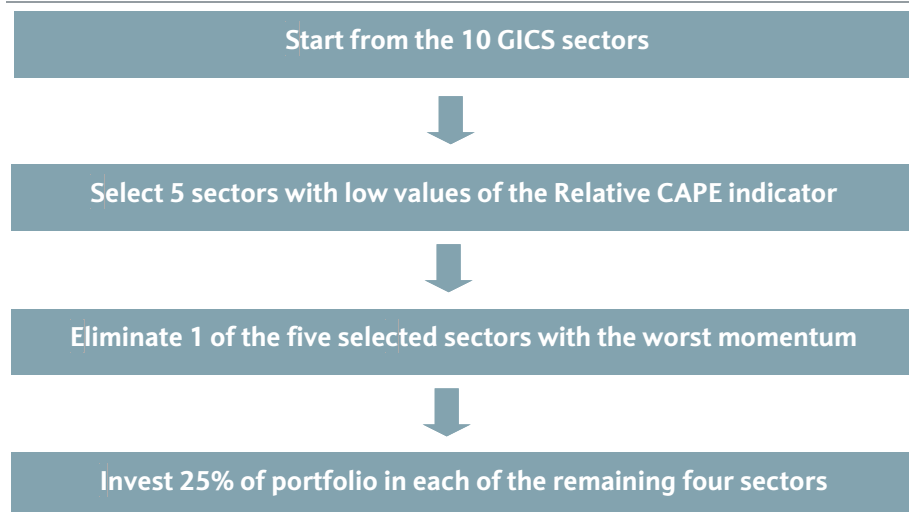 Start from the 10 GICS sectors
Select 5 sectors with low values of the Relative CAPE indicator
Eliminate 1 of the five selected sectors with the worst momentum
Invest 25% of portfolio in each of the remaining four sectors